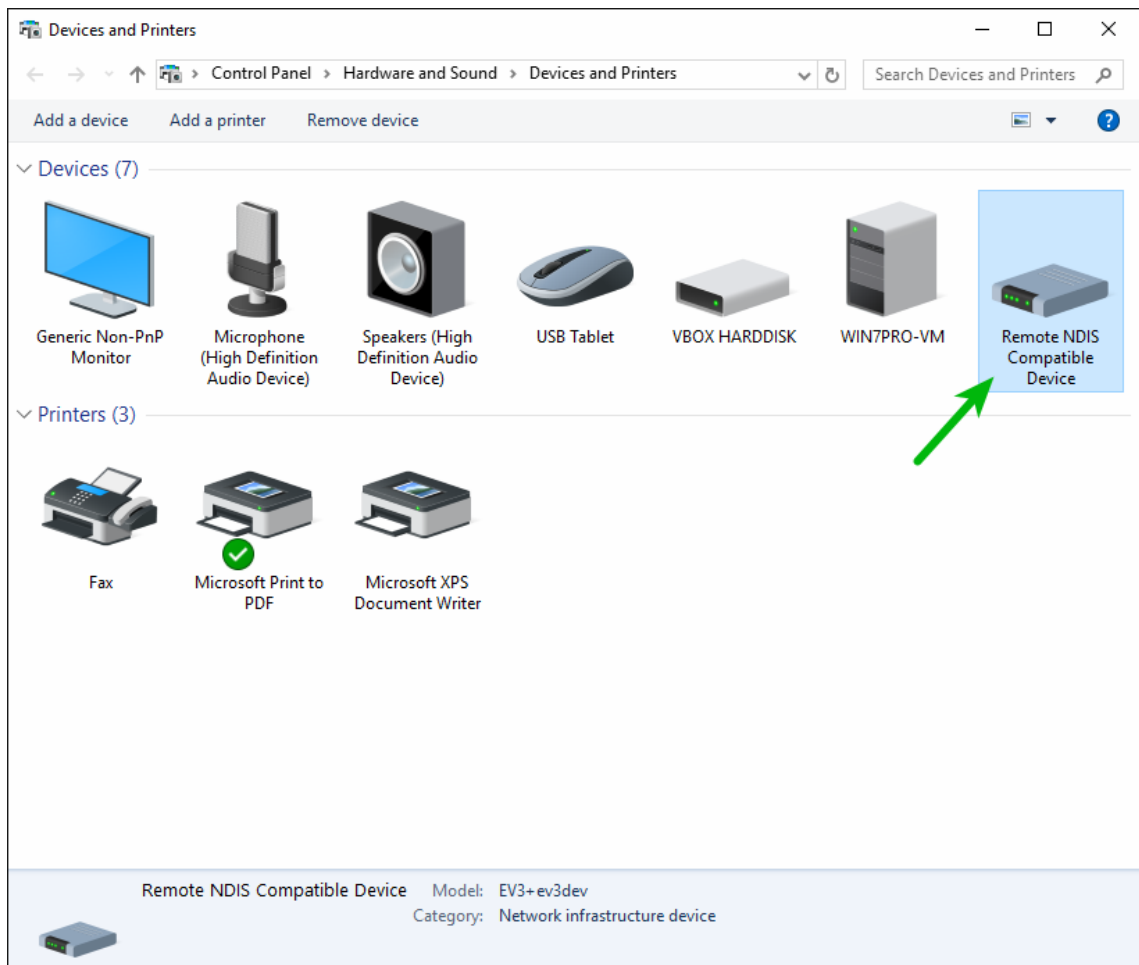 Devices and Printers
Control Panel > Hardware and Sound > Devices and Printers
Search Devices and Printers
Add a device Add a printer Remove device
?
Devices (7)
Generic Non-PnP
Monitor
Microphone
(High Definition
Audio Device)
Speakers (High
Definition Audio
Device)
USB Tablet
VBOX HARDDISK
WIN7PRO-VM
Remote NDIS
Compatible
Device
Printers (3)
Fax
Microsoft Print to
PDF
Microsoft XPS
Document Writer
Remote NDIS Compatible Device Model: EV3+ev3dev
Category: Network infrastructure device